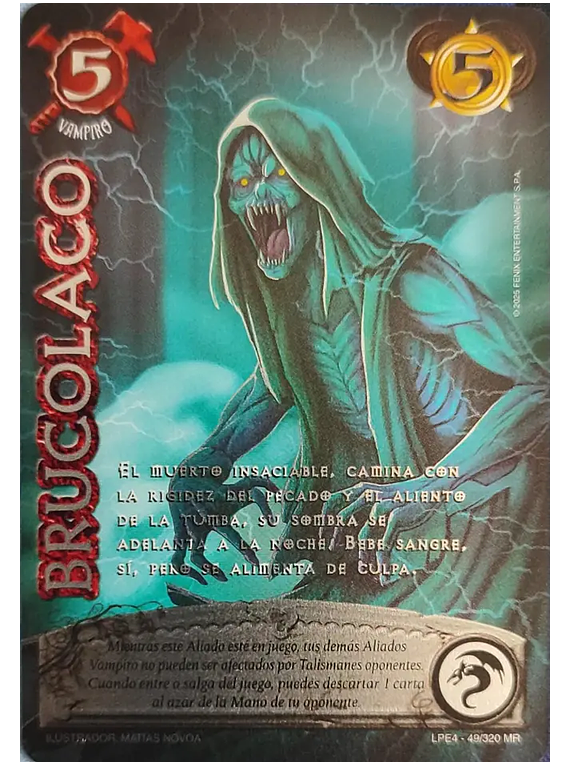 5
VAMPIRO
5
BRUCOLACO
© 2025 FENIX ENTERTAINMENT S.P.A.
EL MUERTO INSACIABLE, CAMINA CON
LA RIGIDEZ DEL PECADO Y EL ALIENTO
DE LA TUMBA, SU SOMBRA SE
ADELANTA A LA NOCHE. BEBE SANGRE,
SÍ, PERO SE ALIMENTA DE CULPA.
Mientras este Aliado esté en juego, tus demás Aliados
Vampiro no pueden ser afectados por Talismanes oponentes.
Cuando entre o salga del juego, puedes descartar 1 carta
al azar de la Mano de tu oponente.
ILUSTRADOR: MATÍAS NOVOA
LPE4 - 49/320 MR